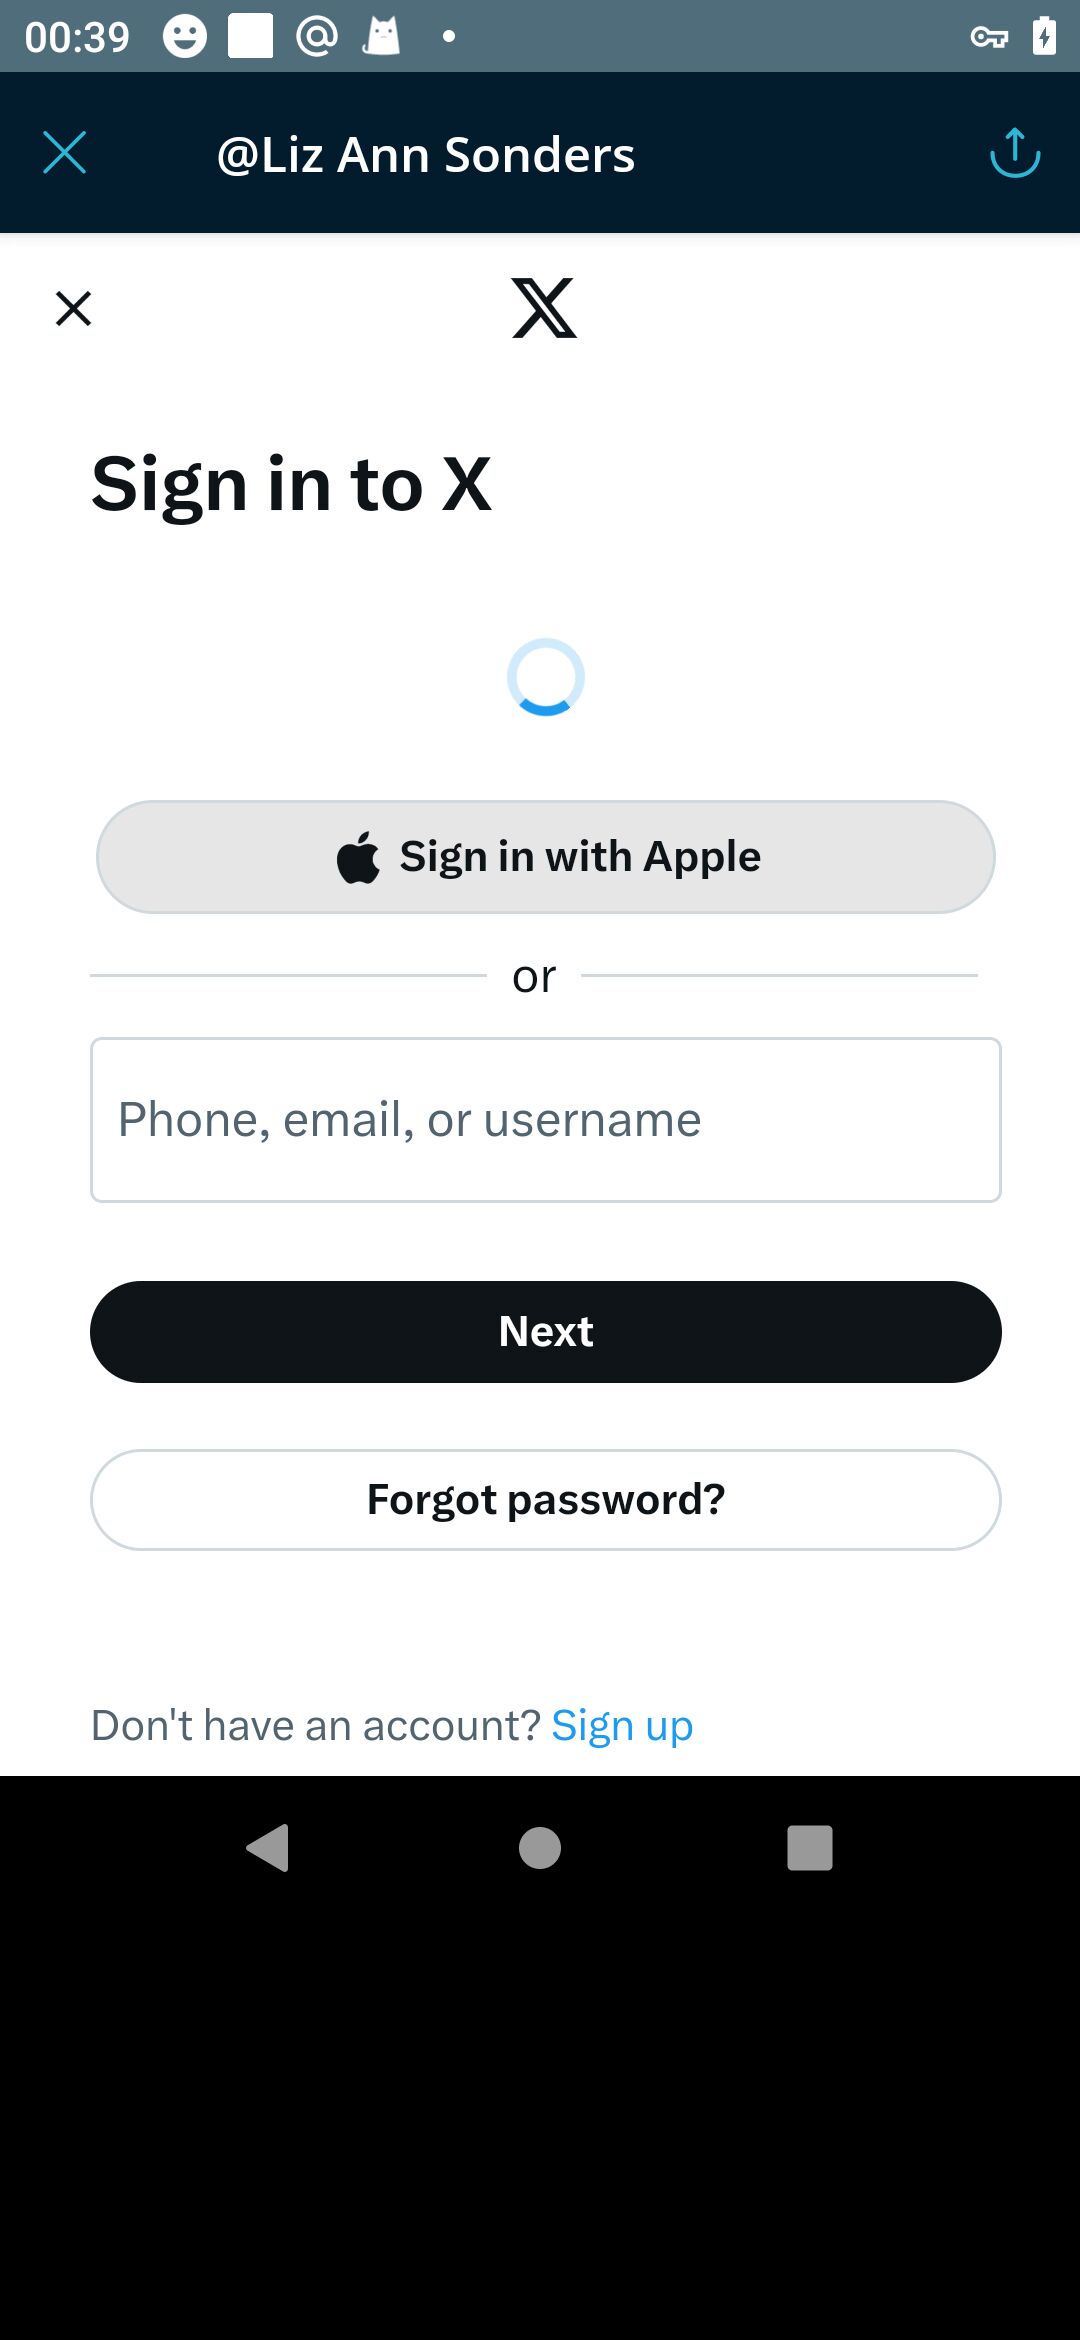 00:39
@Liz Ann Sonders
Sign in to X
Sign in with Apple
or
Phone, email, or username
Next
Forgot password?
Don't have an account? Sign up